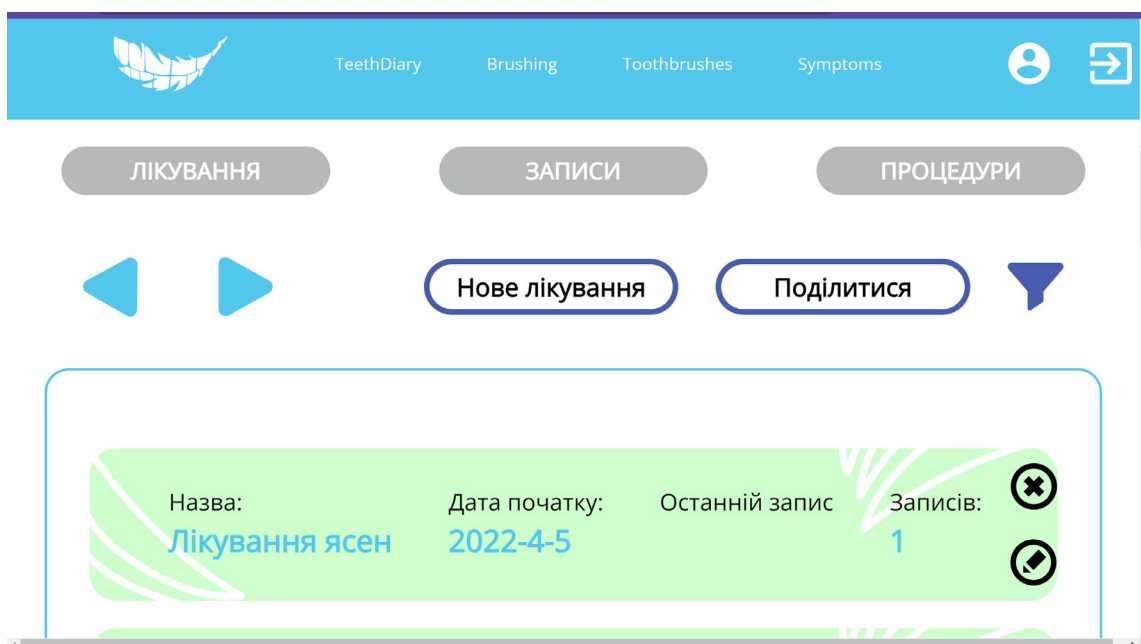 TeethDiary Brushing Toothbrushes Symptoms
ЛІКУВАННЯ ЗАПИСИ ПРОЦЕДУРИ
Нове лікування Поділитися
Назва: Дата початку: Останній запис Записів:
Лікування ясен 2022-4-5 1